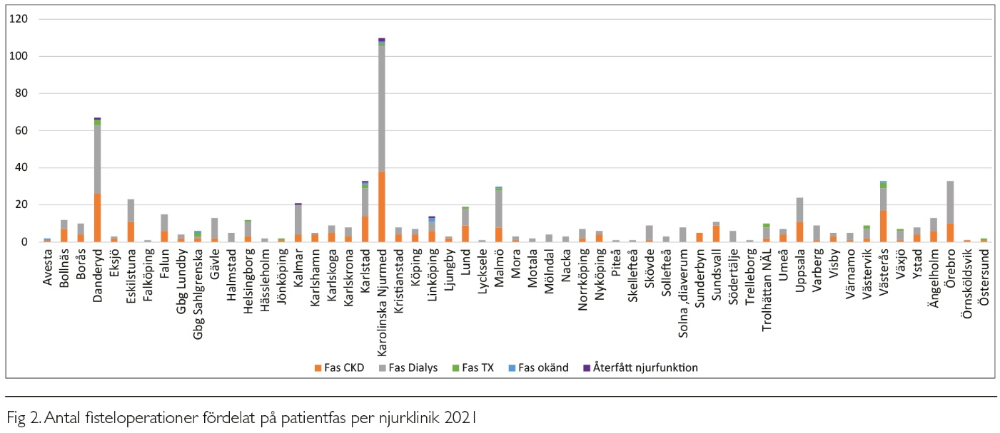 120
100
80
60
40
20
0
Avesta
Bollnäs
Borås
Danderyd
Eksjö
Eskilstuna
Falköping
Falun
Gbg Lundby
Gbg Sahlgrenska
Gävle
Halmstad
Helsingborg
Hässleholm
Jönköping
Kalmar
Karlshamn
Karlskoga
Karlskrona
Karlstad
Karolinska Njurmed
Kristianstad
Köping
Linköping
Ljungby
Lund
Lycksele
Malmö
Mora
Motala
Mölndal
Nacka
Norrköping
Nyköping
Piteå
Skellefteå
Skövde
Sollefteå
Solna ,diaverum
Sunderbyn
Sundsvall
Södertälje
Trelleborg
Trolhättan NÄL
Umeå
Uppsala
Varberg
Visby
Värnamo
Västervik
Västerås
Växjö
Ystad
Ängelholm
Örebro
Örnsköldsvik
Östersund
Fas CKD Fas Dialys Fas TX Fas okänd Återfått njurfunktion
Fig 2. Antal fisteloperationer fördelat på patientfas per njurklinik 2021